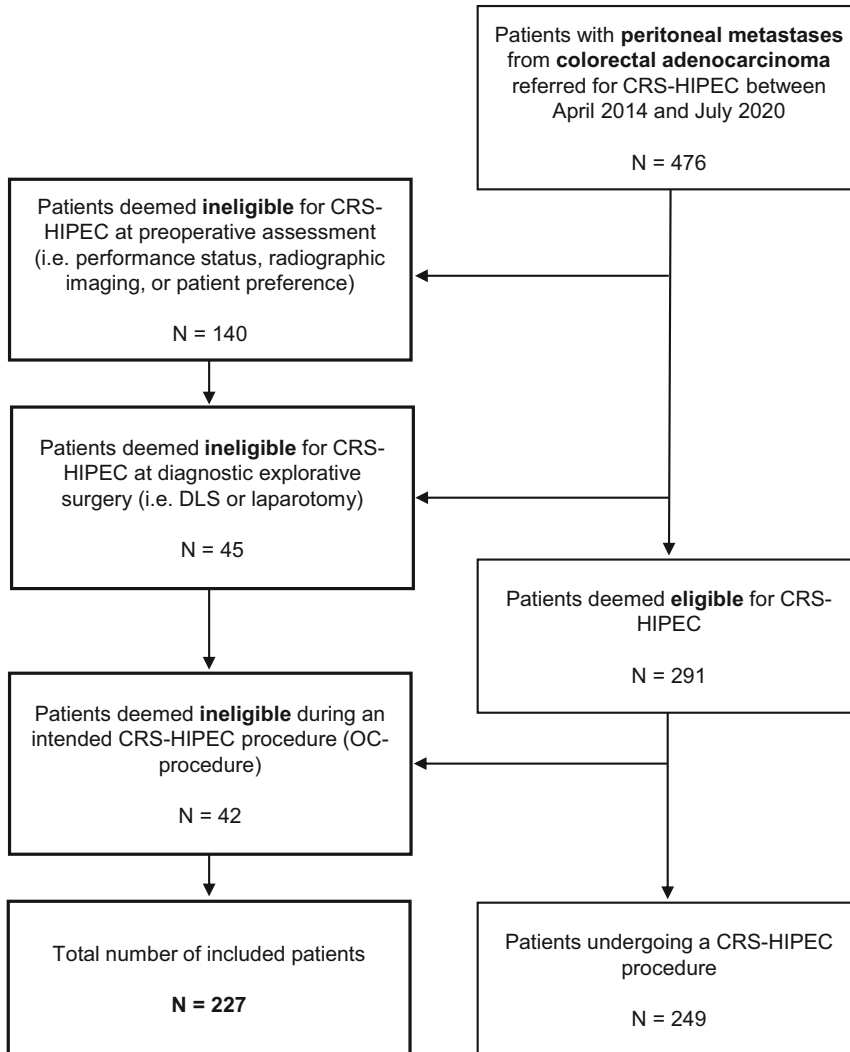 Patients with peritoneal metastases
from colorectal adenocarcinoma
referred for CRS-HIPEC between
April 2014 and July 2020
N = 476
Patients deemed ineligible for CRS-
HIPEC at preoperative assessment
(i.e. performance status, radiographic
imaging, or patient preference)
N = 140
Patients deemed ineligible for CRS-
HIPEC at diagnostic explorative
surgery (i.e. DLS or laparotomy)
N = 45
Patients deemed eligible for CRS-
HIPEC
N = 291
Patients deemed ineligible during an
intended CRS-HIPEC procedure (OC-
procedure)
N = 42
Total number of included patients
N = 227
Patients undergoing a CRS-HIPEC
procedure
N = 249